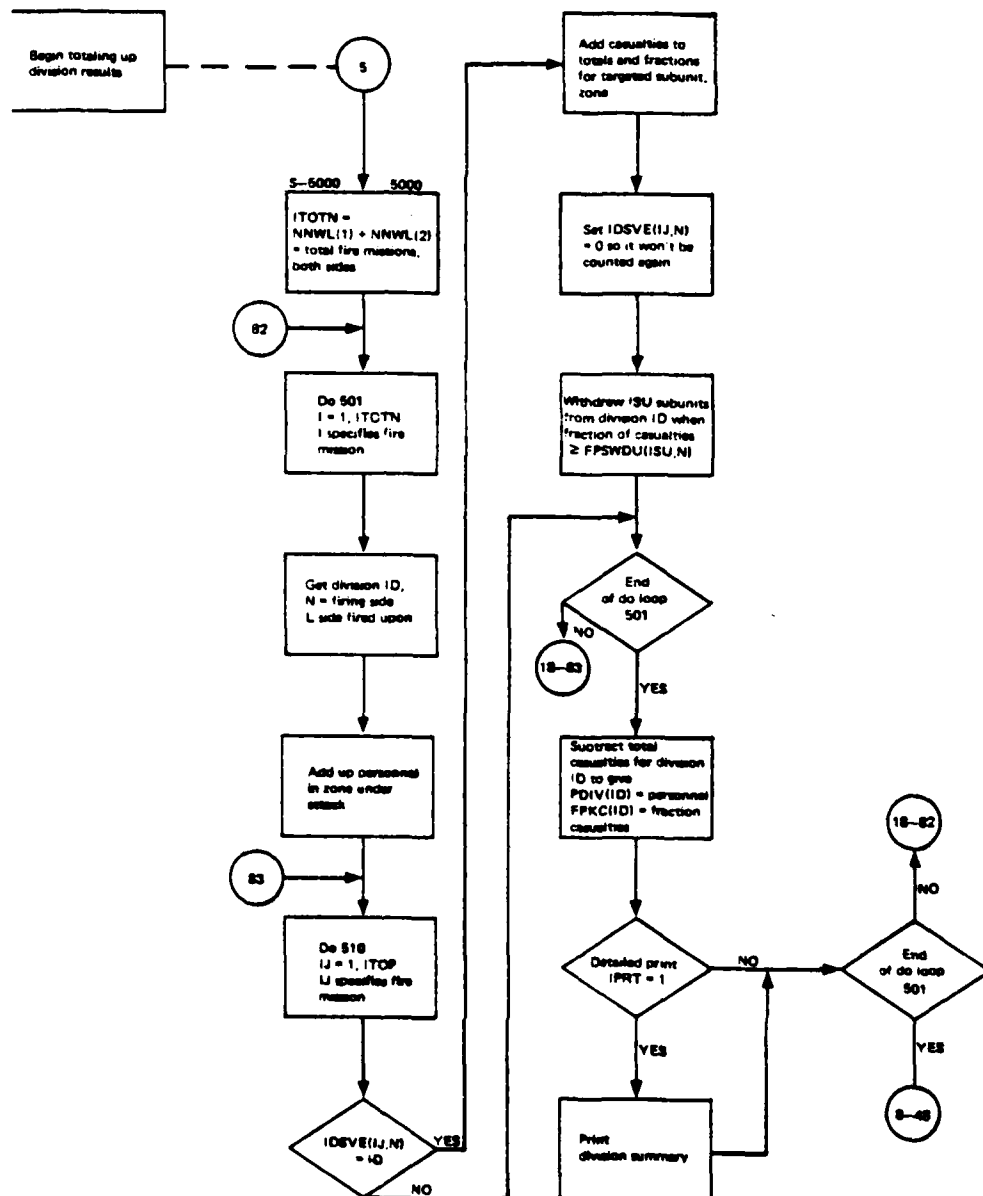 Begin totaling up
division results
5
S-5000 5000
ITOTN =
NNWL(1) + NNWL(2)
= total fire missions,
both sides
82
Do 501
I = 1, ITOTN
I specifies fire
mission
Get division ID,
N = firing side
L side fired upon
Add up personnel
in zone under
attack
83
Do 510
IJ = 1, ITOP
IJ specifies fire
mission
IDSVE(IJ,N)
= ID
YES
NO
Add casualties to
totals and fractions
for targeted subunit,
zone
Set IDSVE(IJ,N)
= 0 so it won't be
counted again
Withdrew ISU subunits
from division ID when
fraction of casualties
≥ FPSWDU(ISU,N)
End
of do loop
501
NO
18-83
YES
Subtract total
casualties for division
ID to give
PDIV(ID) = personnel
FPKC(ID) = fraction
casualties
Detailed print
IPRT = 1
NO
YES
Print
division summary
18-82
NO
End
of do loop
501
YES